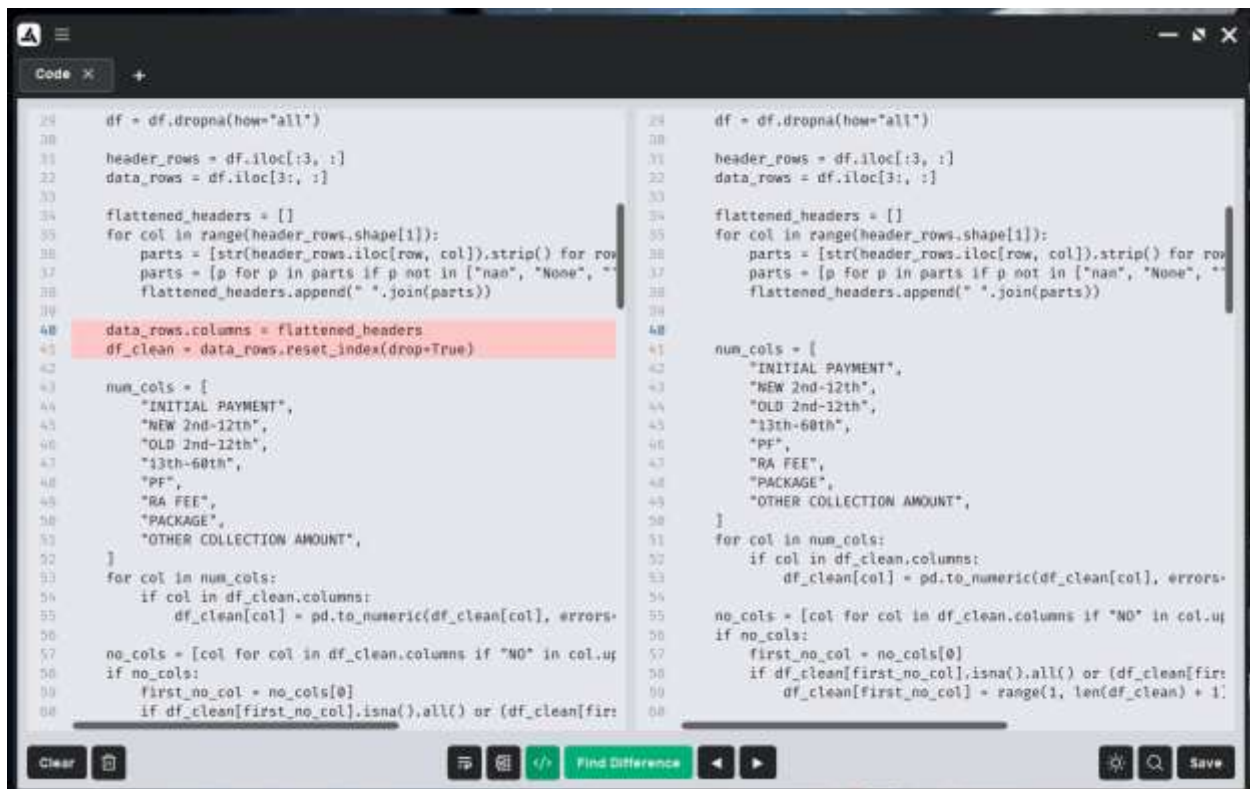 Code ×
+
29 df = df.dropna(how="all")
30
31 header_rows = df.iloc[:3, :]
32 data_rows = df.iloc[3:, :]
33
34 flattened_headers = []
35 for col in range(header_rows.shape[1]):
36 parts = [str(header_rows.iloc[row, col]).strip() for row
37 parts = [p for p in parts if p not in ["nan", "None", "
38 flattened_headers.append(" ".join(parts))
39
40 data_rows.columns = flattened_headers
41 df_clean = data_rows.reset_index(drop=True)
42
43 num_cols = [
44 "INITIAL PAYMENT",
45 "NEW 2nd-12th",
46 "OLD 2nd-12th",
47 "13th-60th",
48 "PF",
49 "RA FEE",
50 "PACKAGE",
51 "OTHER COLLECTION AMOUNT",
52 ]
53 for col in num_cols:
54 if col in df_clean.columns:
55 df_clean[col] = pd.to_numeric(df_clean[col], errors=
56
57 no_cols = [col for col in df_clean.columns if "NO" in col.up
58 if no_cols:
59 first_no_col = no_cols[0]
60 if df_clean[first_no_col].isna().all() or (df_clean[firs
29 df = df.dropna(how="all")
30
31 header_rows = df.iloc[:3, :]
32 data_rows = df.iloc[3:, :]
33
34 flattened_headers = []
35 for col in range(header_rows.shape[1]):
36 parts = [str(header_rows.iloc[row, col]).strip() for row
37 parts = [p for p in parts if p not in ["nan", "None", "
38 flattened_headers.append(" ".join(parts))
39
40
41 num_cols = [
42 "INITIAL PAYMENT",
43 "NEW 2nd-12th",
44 "OLD 2nd-12th",
45 "13th-60th",
46 "PF",
47 "RA FEE",
48 "PACKAGE",
49 "OTHER COLLECTION AMOUNT",
50 ]
51 for col in num_cols:
52 if col in df_clean.columns:
53 df_clean[col] = pd.to_numeric(df_clean[col], errors=
54
55 no_cols = [col for col in df_clean.columns if "NO" in col.up
56 if no_cols:
57 first_no_col = no_cols[0]
58 if df_clean[first_no_col].isna().all() or (df_clean[firs
59 df_clean[first_no_col] = range(1, len(df_clean) + 1)
60
Clear
Find Difference
Save